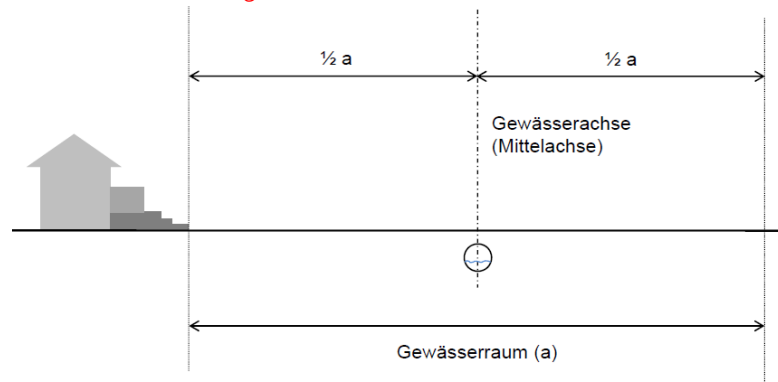 ½ a
½ a
Gewässerachse
(Mittelachse)
Gewässerraum (a)